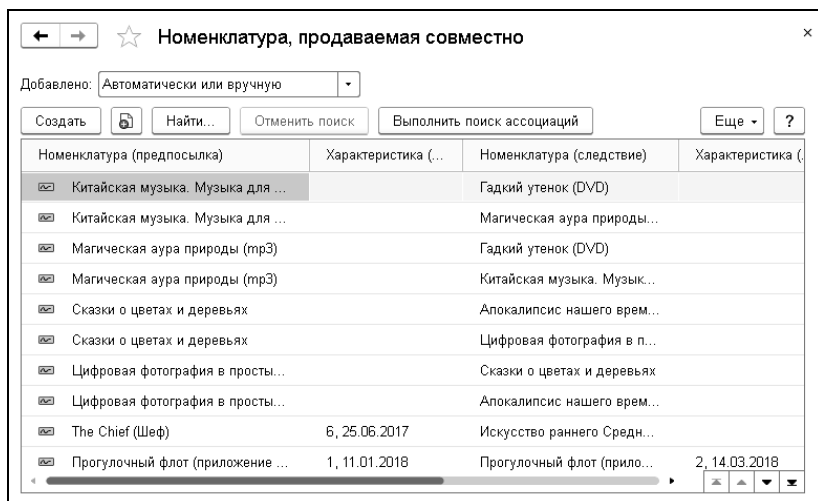 Номенклатура, продаваемая совместно
Добавлено: Автоматически или вручную
Создать Найти... Отменить поиск Выполнить поиск ассоциаций Еще ?
Номенклатура (предпосылка) Характеристика (... Номенклатура (следствие) Характеристика (.
Китайская музыка. Музыка для ... Гадкий утенок (DVD)
Китайская музыка. Музыка для ... Магическая аура природы...
Магическая аура природы (mp3) Гадкий утенок (DVD)
Магическая аура природы (mp3) Китайская музыка. Музык...
Сказки о цветах и деревьях Апокалипсис нашего врем...
Сказки о цветах и деревьях Цифровая фотография в п...
Цифровая фотография в просты... Сказки о цветах и деревьях
Цифровая фотография в просты... Апокалипсис нашего врем...
The Chief (Шеф) 6, 25.06.2017 Искусство раннего Средн...
Прогулочный флот (приложение ... 1, 11.01.2018 Прогулочный флот (прило... 2, 14.03.2018